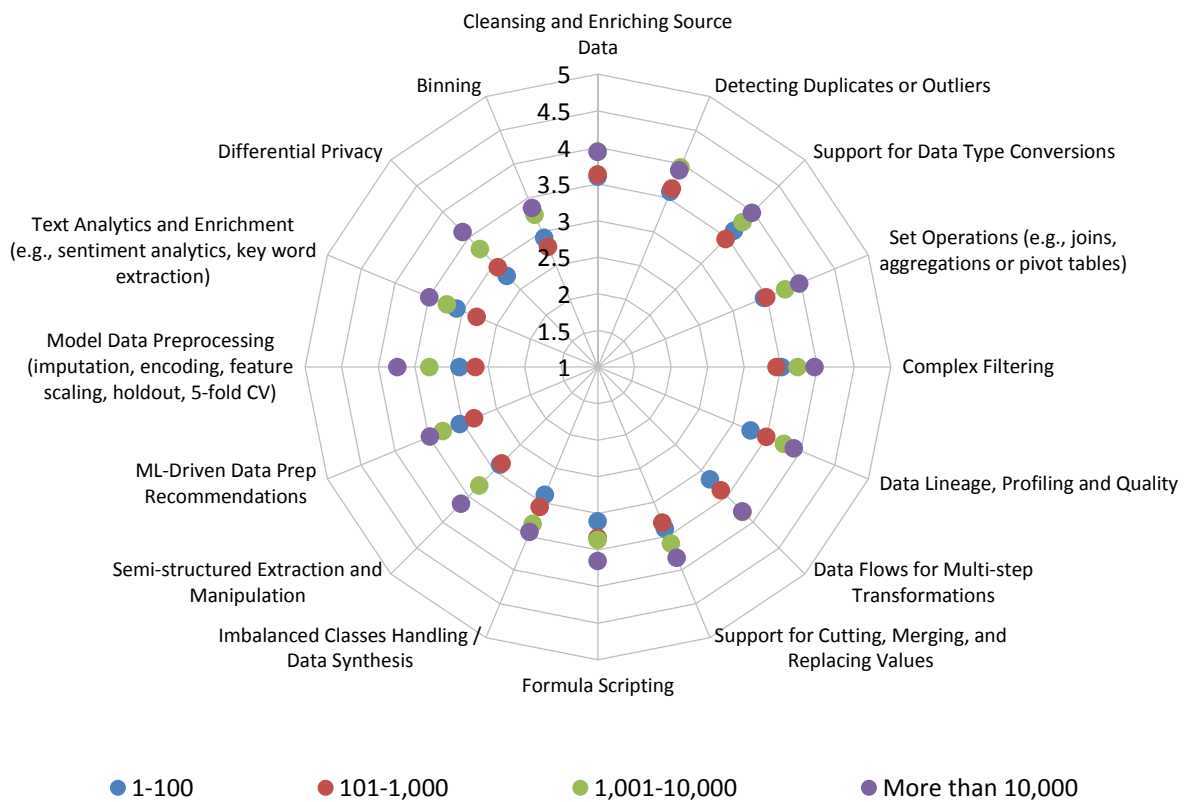 Cleansing and Enriching Source
Data
Detecting Duplicates or Outliers
Support for Data Type Conversions
Set Operations (e.g., joins,
aggregations or pivot tables)
Complex Filtering
Data Lineage, Profiling and Quality
Data Flows for Multi-step
Transformations
Support for Cutting, Merging, and
Replacing Values
Formula Scripting
Imbalanced Classes Handling /
Data Synthesis
Semi-structured Extraction and
Manipulation
ML-Driven Data Prep
Recommendations
Model Data Preprocessing
(imputation, encoding, feature
scaling, holdout, 5-fold CV)
Text Analytics and Enrichment
(e.g., sentiment analytics, key word
extraction)
Differential Privacy
Binning
5
4.5
4
3.5
3
2.5
2
1.5
1
1-100
101-1,000
1,001-10,000
More than 10,000